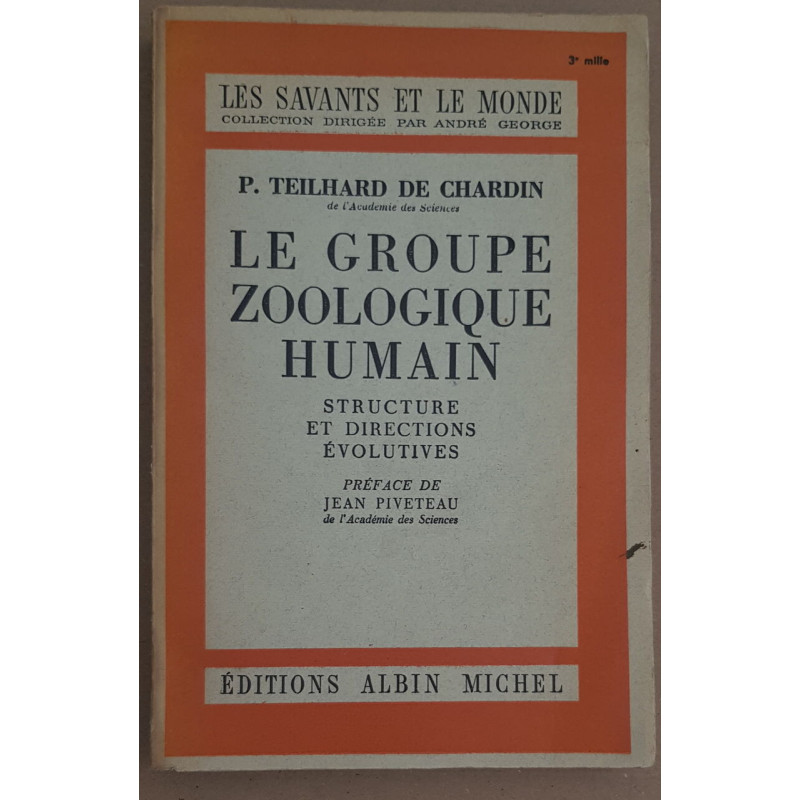 3e mille
LES SAVANTS ET LE MONDE
COLLECTION DIRIGÉE PAR ANDRÉ GEORGE
P. TEILHARD DE CHARDIN
de l'Académie des Sciences
LE GROUPE
ZOOLOGIQUE
HUMAIN
STRUCTURE
ET DIRECTIONS
ÉVOLUTIVES
PRÉFACE DE
JEAN PIVETEAU
de l'Académie des Sciences
ÉDITIONS ALBIN MICHEL